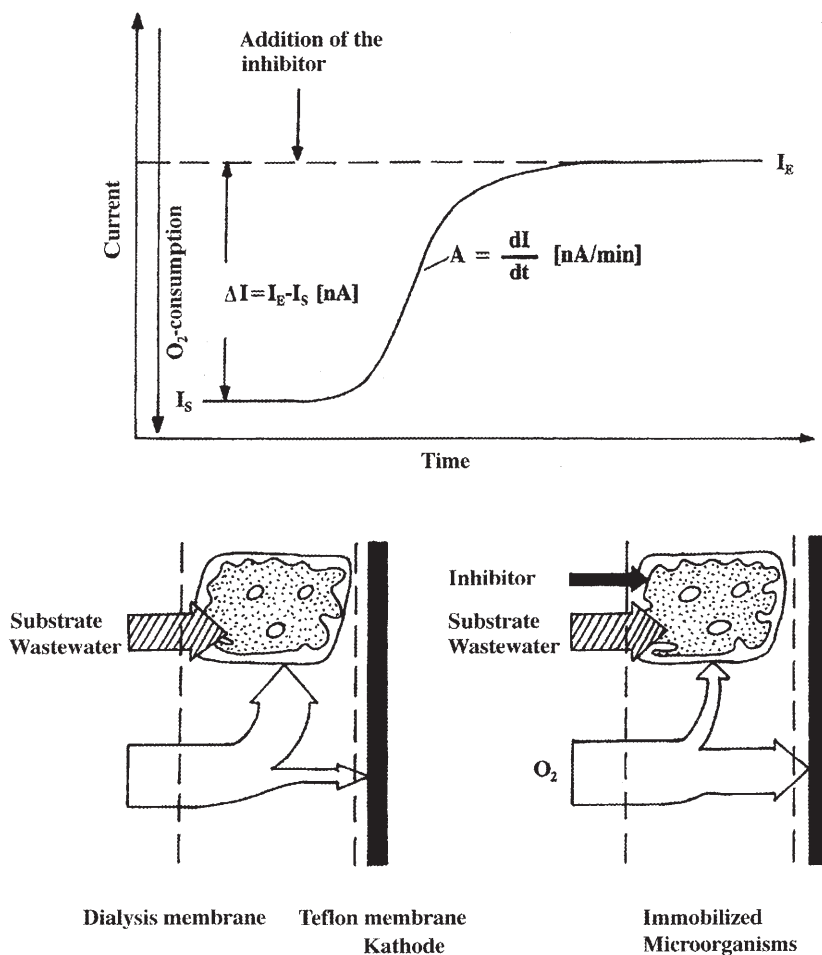 Addition of the
inhibitor
Current
O₂-consumption
I_E
A = dI/dt [nA/min]
ΔI=I_E-I_S [nA]
I_S
Time
Substrate
Wastewater
Inhibitor
Substrate
Wastewater
O₂
Dialysis membrane
Teflon membrane
Kathode
Immobilized
Microorganisms